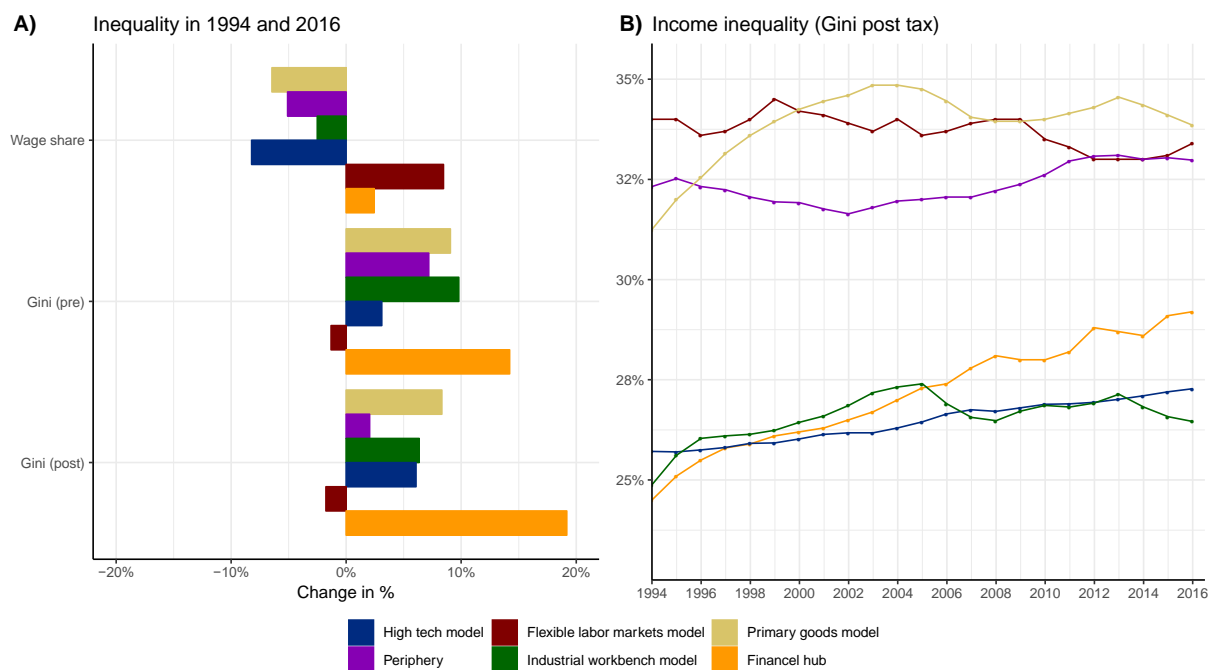 A) Inequality in 1994 and 2016
Wage share
Gini (pre)
Gini (post)
−20% −10% 0% 10% 20%
Change in %
B) Income inequality (Gini post tax)
35%
32%
30%
28%
25%
1994 1996 1998 2000 2002 2004 2006 2008 2010 2012 2014 2016
High tech model Flexible labor markets model Primary goods model
Periphery Industrial workbench model Financel hub